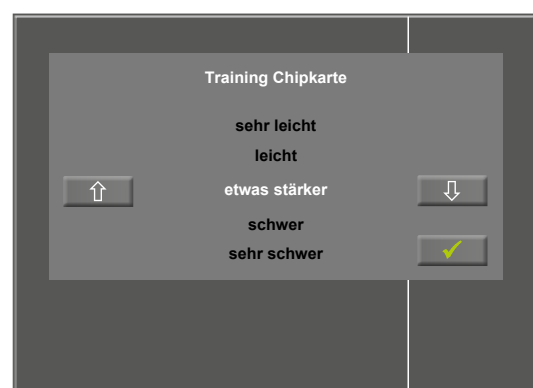 Training Chipkarte
sehr leicht
leicht
etwas stärker
schwer
sehr schwer